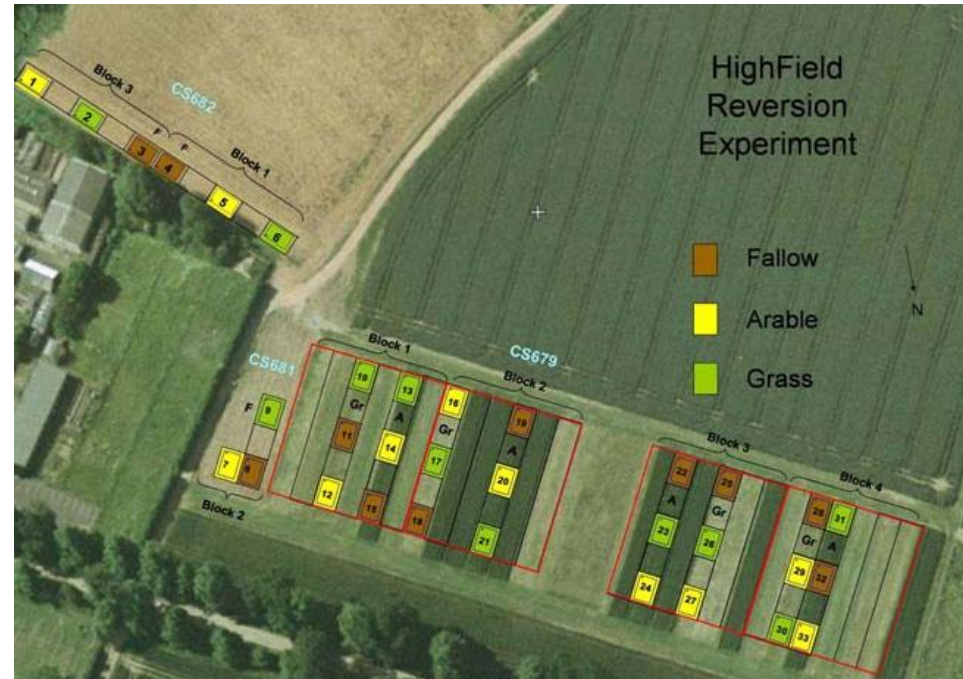 HighField
Reversion
Experiment
Fallow
Arable
Grass
N
Block 3
CS682
Block 1
1
2
F
F
3
4
5
6
CS681
F
9
7
8
Block 2
Block 1
CS679
Block 2
10
13
16
19
Gr
A
Gr
A
11
14
17
20
12
15
18
21
Block 3
Block 4
22
25
28
31
A
Gr
Gr
A
23
26
29
32
24
27
30
33